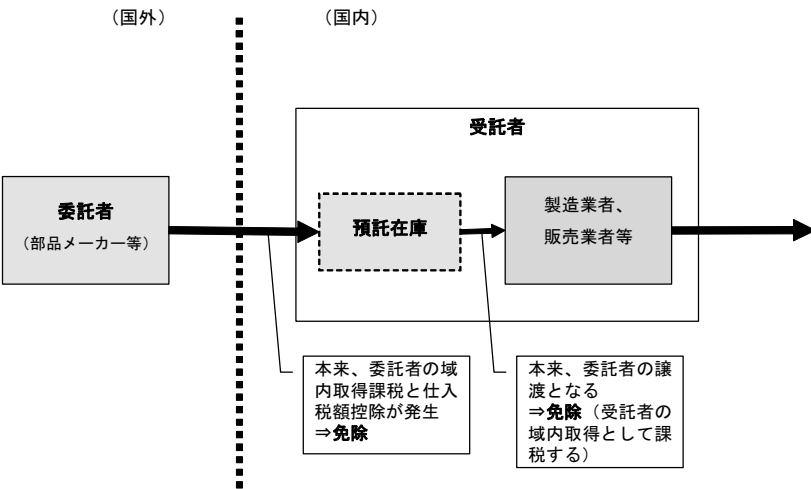 （国外）
（国内）
受託者
委託者
（部品メーカー等）
預託在庫
製造業者、
販売業者等
本来、委託者の域
内取得課税と仕入
税額控除が発生
⇒免除
本来、委託者の譲
渡となる
⇒免除（受託者の
域内取得として課
税する）